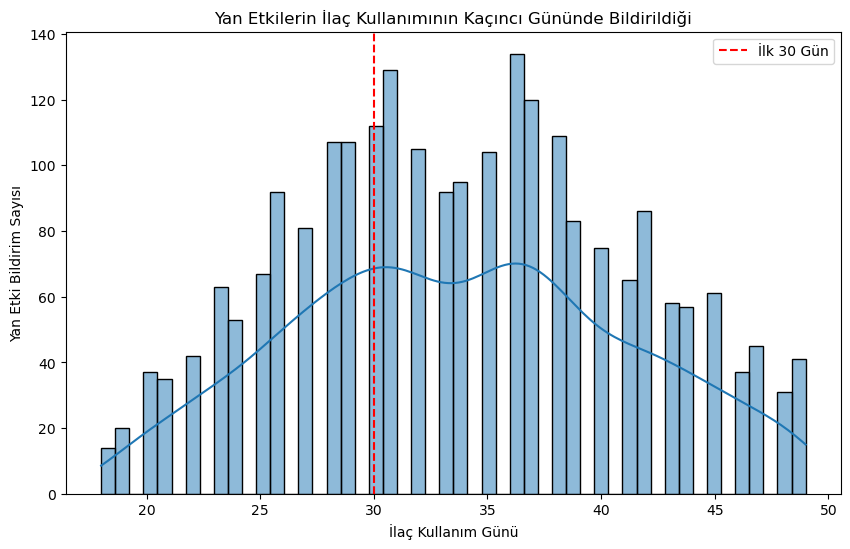 Yan Etkilerin İlaç Kullanımının Kaçıncı Gününde Bildirildiği
İlk 30 Gün
Yan Etki Bildirim Sayısı
140
120
100
80
60
40
20
0
20 25 30 35 40 45 50
İlaç Kullanım Günü